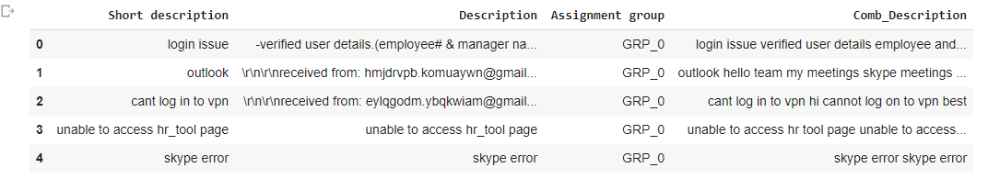 Short description Description Assignment group Comb_Description
0 login issue -verified user details.(employee# & manager na... GRP_0 login issue verified user details employee and...
1 outlook \r\n\r\nreceived from: hmjdrvpb.komuaywn@gmail... GRP_0 outlook hello team my meetings skype meetings ...
2 cant log in to vpn \r\n\r\nreceived from: eylqgodm.ybqkwiam@gmail... GRP_0 cant log in to vpn hi cannot log on to vpn best
3 unable to access hr_tool page unable to access hr_tool page GRP_0 unable to access hr tool page unable to access...
4 skype error skype error GRP_0 skype error skype error